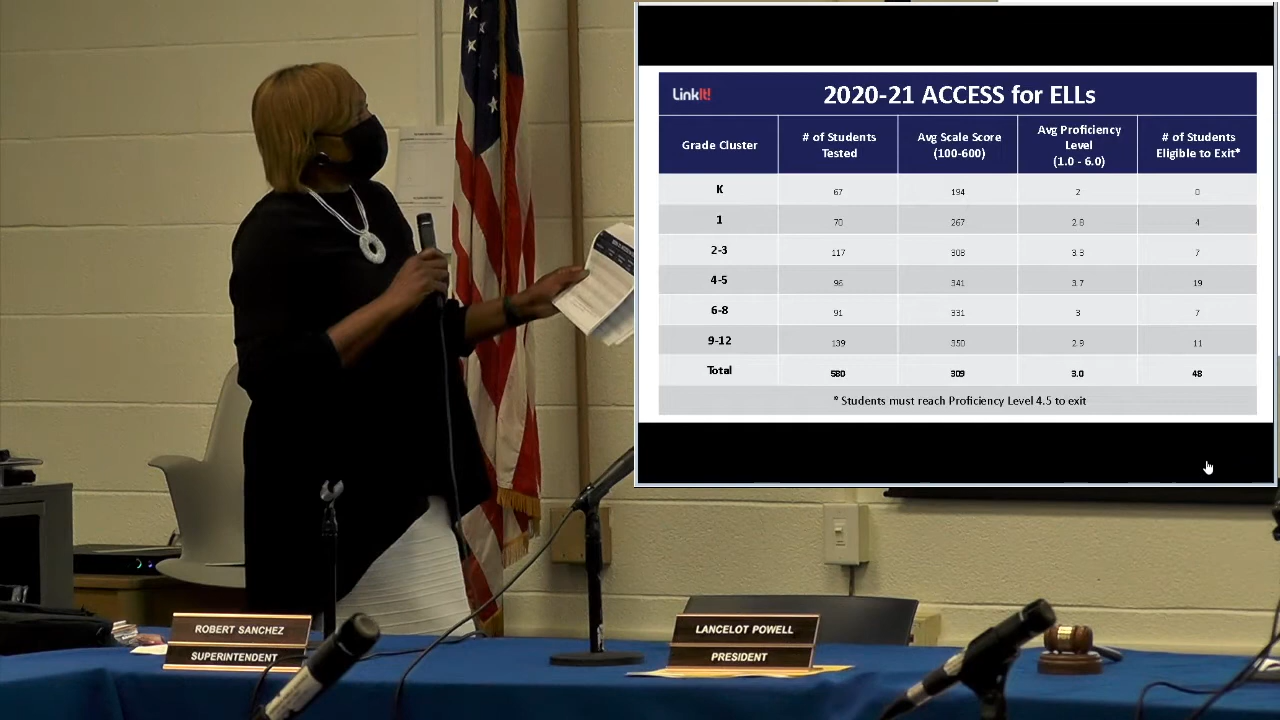 LinkIt!
2020-21 ACCESS for ELLs
Grade Cluster
# of Students
Tested
Avg Scale Score
(100-600)
Avg Proficiency
Level
(1.0 - 6.0)
# of Students
Eligible to Exit*
K 67 194 2 0
1 70 267 2.8 4
2-3 117 308 3.3 7
4-5 96 341 3.7 19
6-8 91 331 3 7
9-12 139 350 2.9 11
Total 580 309 3.0 48
* Students must reach Proficiency Level 4.5 to exit
ROBERT SANCHEZ
SUPERINTENDENT
LANCELOT POWELL
PRESIDENT